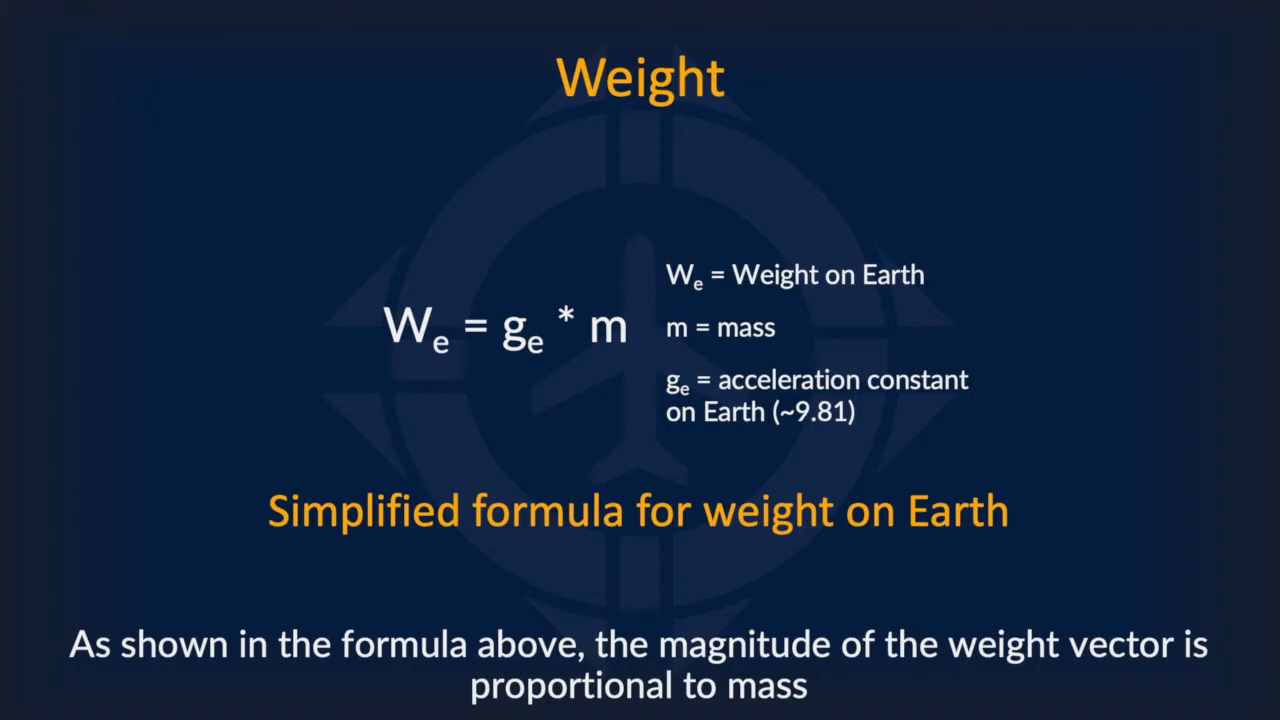 Weight
We = ge * m
We = Weight on Earth
m = mass
ge = acceleration constant
on Earth (~9.81)
Simplified formula for weight on Earth
As shown in the formula above, the magnitude of the weight vector is
proportional to mass